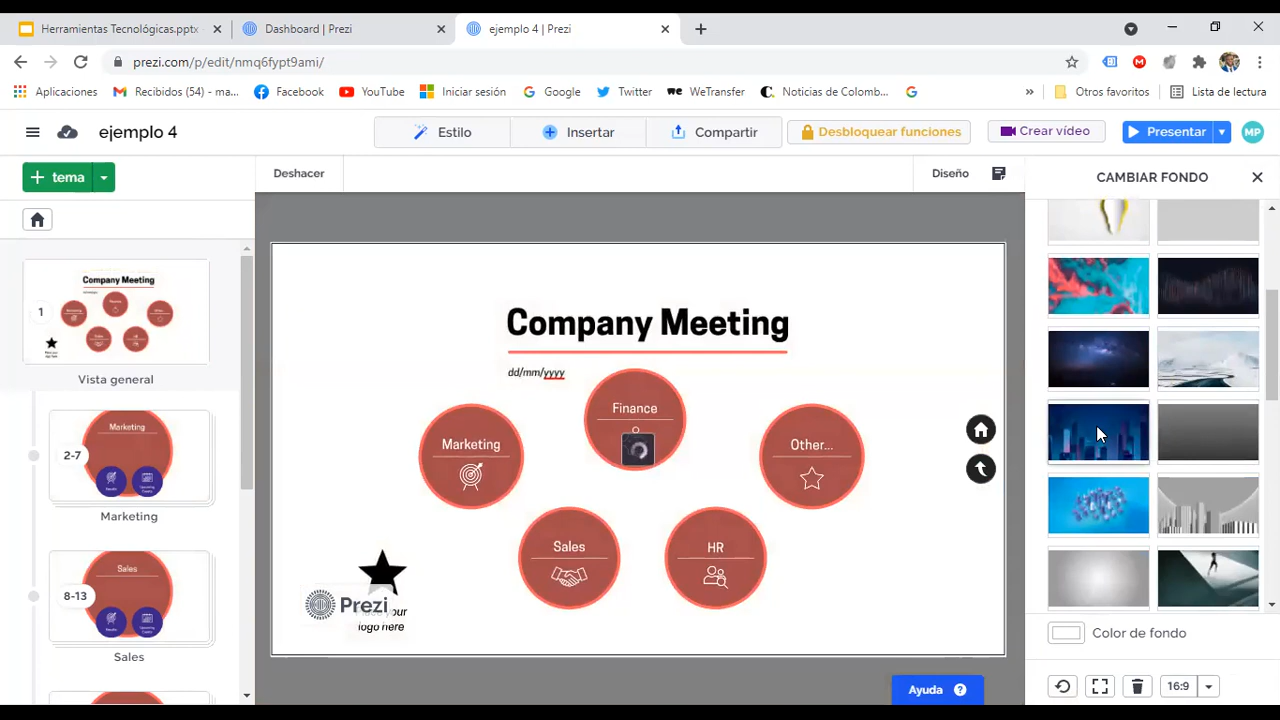 Herramientas Tecnológicas.pptx
Dashboard | Prezi
ejemplo 4 | Prezi
prezi.com/p/edit/nmq6fypt9ami/
Aplicaciones
Recibidos (54) - ma...
Facebook
YouTube
Iniciar sesión
Google
Twitter
WeTransfer
Noticias de Colomb...
»
Otros favoritos
Lista de lectura
ejemplo 4
Estilo
Insertar
Compartir
Desbloquear funciones
Crear vídeo
Presentar
MP
+ tema
Deshacer
Diseño
CAMBIAR FONDO
Company Meeting
1
Vista general
Marketing
2-7
Marketing
Sales
8-13
Sales
Company Meeting
dd/mm/yyyy
Finance
Marketing
Other...
Sales
HR
Prezi
logo here
Color de fondo
Ayuda ?
16:9